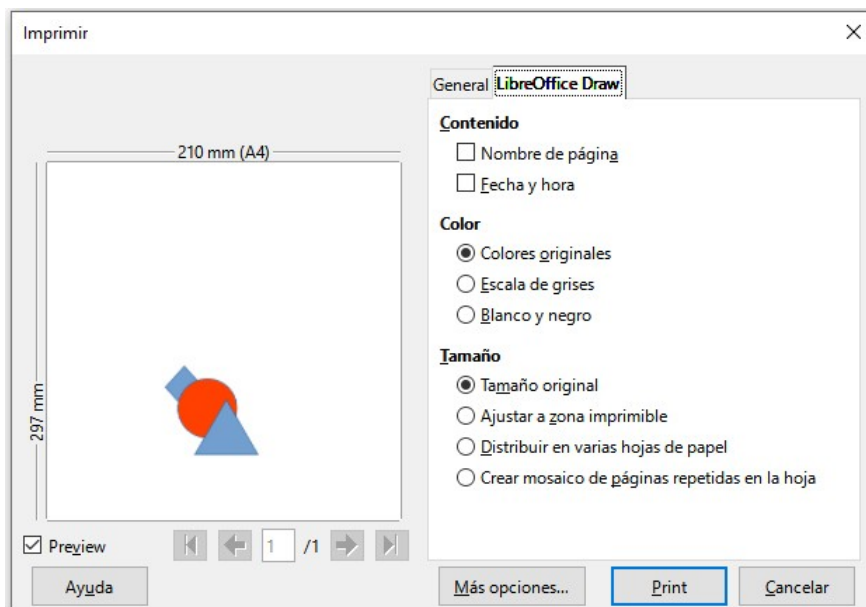 Imprimir
General
LibreOffice Draw
210 mm (A4)
297 mm
Contenido
Nombre de página
Fecha y hora
Color
Colores originales
Escala de grises
Blanco y negro
Tamaño
Tamaño original
Ajustar a zona imprimible
Distribuir en varias hojas de papel
Crear mosaico de páginas repetidas en la hoja
Preview
1 /1
Ayuda
Más opciones...
Print
Cancelar